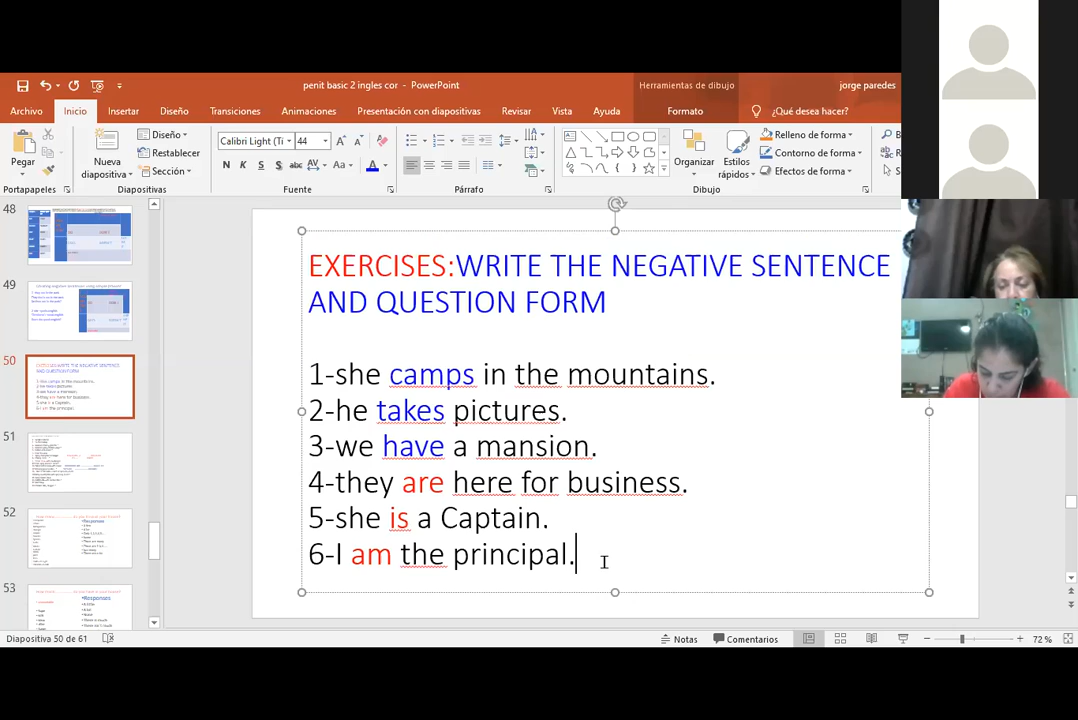 penit basic 2 ingles cor - PowerPoint
Herramientas de dibujo
jorge paredes
Archivo Inicio Insertar Diseño Transiciones Animaciones Presentación con diapositivas Revisar Vista Ayuda Formato ¿Qué desea hacer?
Pegar
Nueva diapositiva
Diseño
Restablecer
Sección
Calibri Light (Tí 44
N K S S abc AV Aa A
Organizar
Estilos rápidos
Relleno de forma
Contorno de forma
Efectos de forma
Portapapeles Diapositivas Fuente Párrafo Dibujo
48
49
50
51
52
53
EXERCISES:WRITE THE NEGATIVE SENTENCE
AND QUESTION FORM
1-she camps in the mountains.
2-he takes pictures.
3-we have a mansion.
4-they are here for business.
5-she is a Captain.
6-I am the principal.
Diapositiva 50 de 61
Notas
Comentarios
72 %